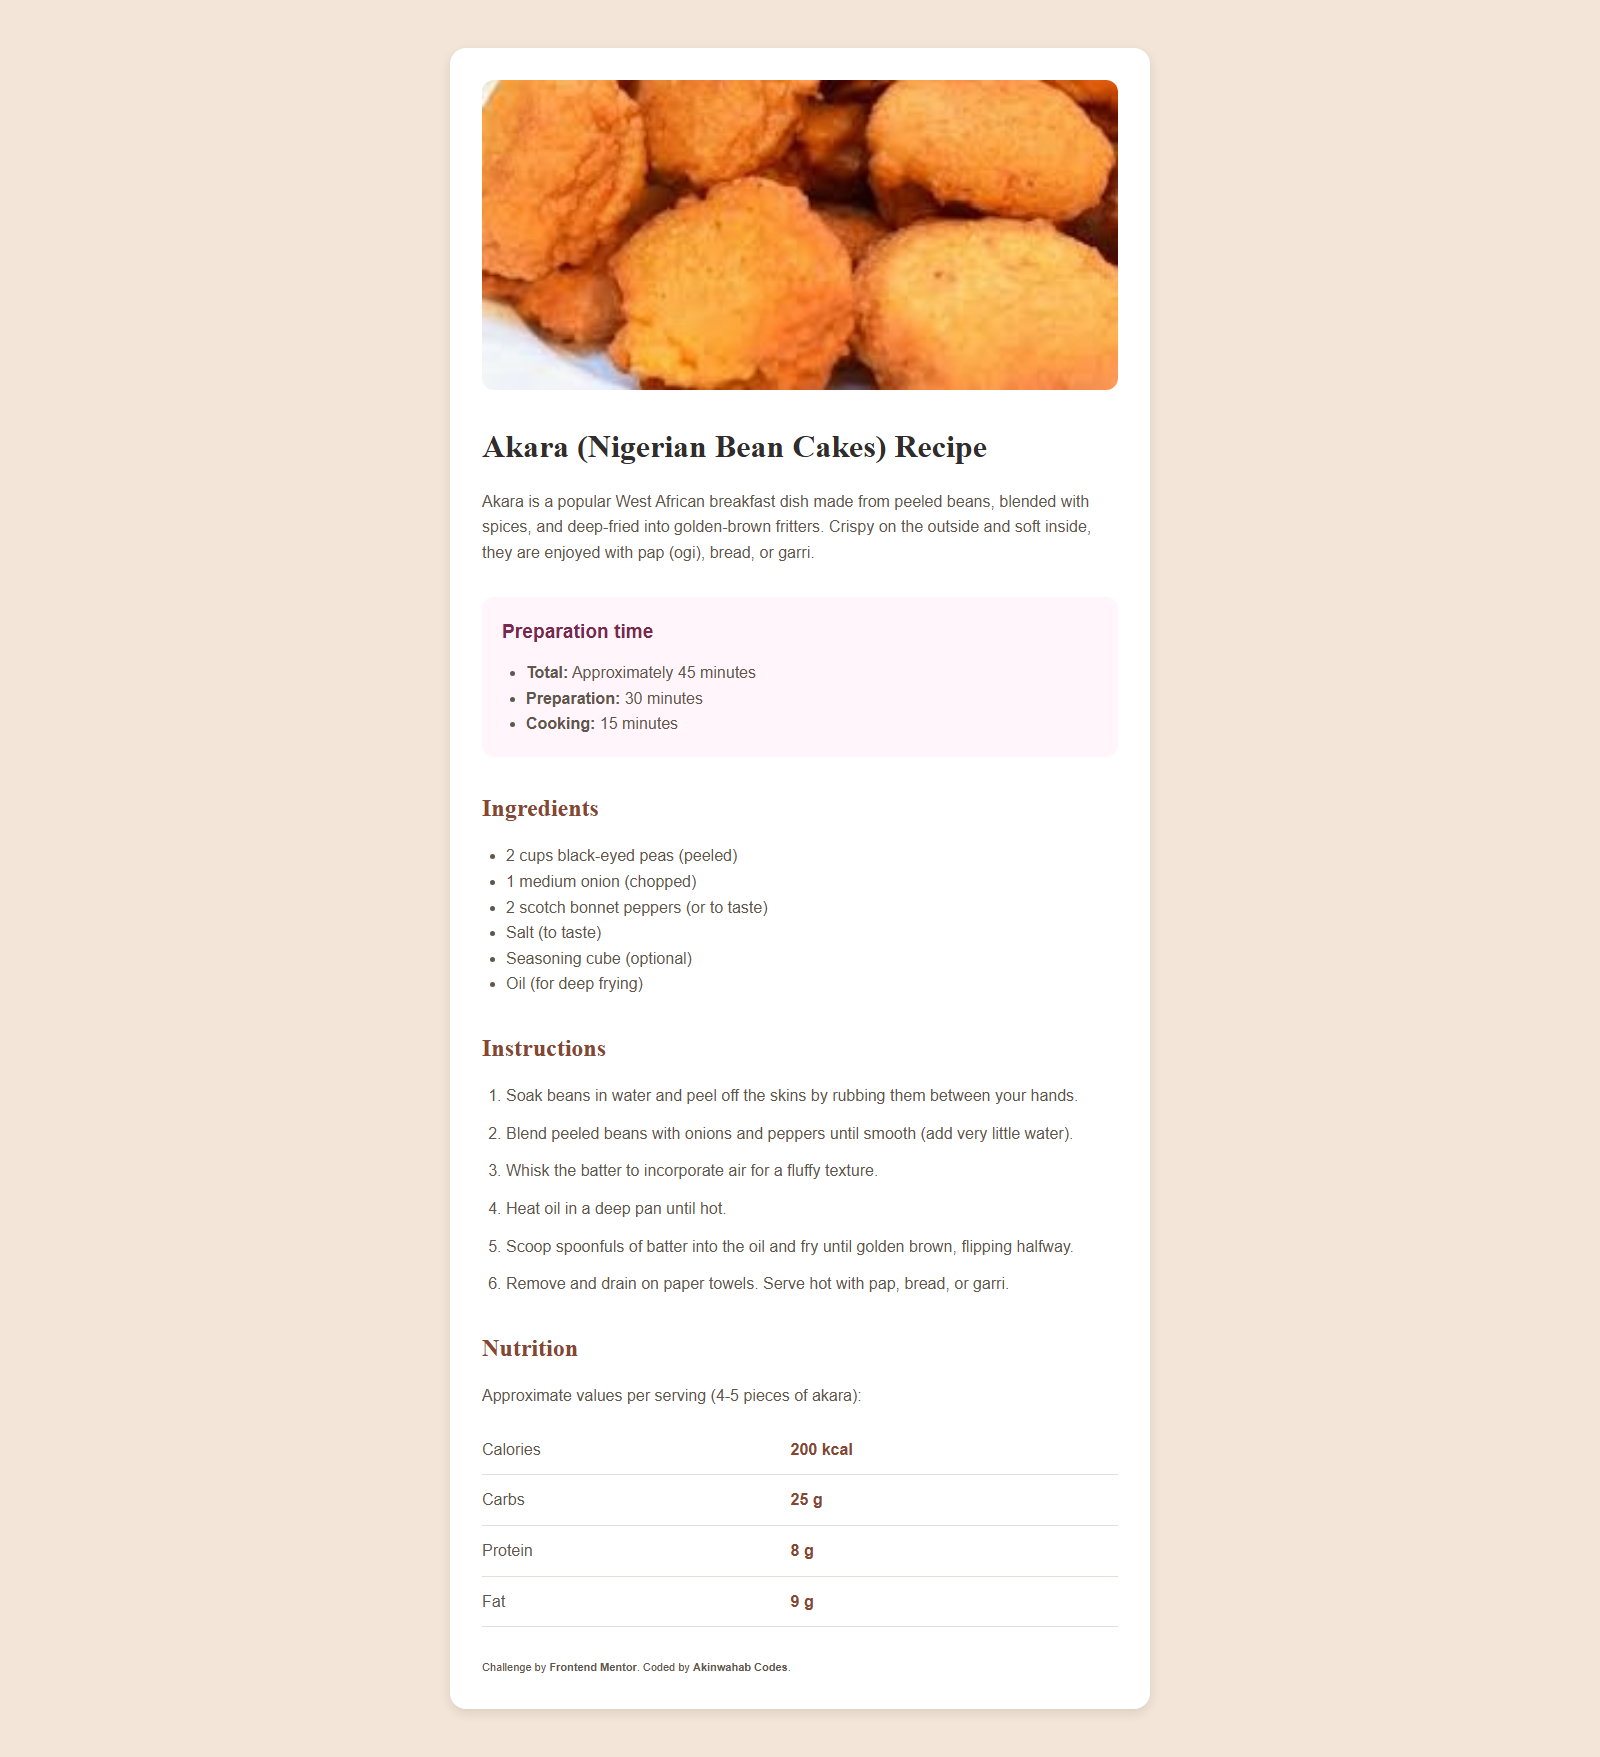 Akara (Nigerian Bean Cakes) Recipe
Akara is a popular West African breakfast dish made from peeled beans, blended with
spices, and deep-fried into golden-brown fritters. Crispy on the outside and soft inside,
they are enjoyed with pap (ogi), bread, or garri.
Preparation time
• Total: Approximately 45 minutes
• Preparation: 30 minutes
• Cooking: 15 minutes
Ingredients
• 2 cups black-eyed peas (peeled)
• 1 medium onion (chopped)
• 2 scotch bonnet peppers (or to taste)
• Salt (to taste)
• Seasoning cube (optional)
• Oil (for deep frying)
Instructions
1. Soak beans in water and peel off the skins by rubbing them between your hands.
2. Blend peeled beans with onions and peppers until smooth (add very little water).
3. Whisk the batter to incorporate air for a fluffy texture.
4. Heat oil in a deep pan until hot.
5. Scoop spoonfuls of batter into the oil and fry until golden brown, flipping halfway.
6. Remove and drain on paper towels. Serve hot with pap, bread, or garri.
Nutrition
Approximate values per serving (4-5 pieces of akara):
Calories 200 kcal
Carbs 25 g
Protein 8 g
Fat 9 g
Challenge by Frontend Mentor. Coded by Akinwahab Codes.